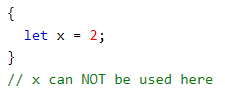 {
  let x = 2;
}
// x can NOT be used here